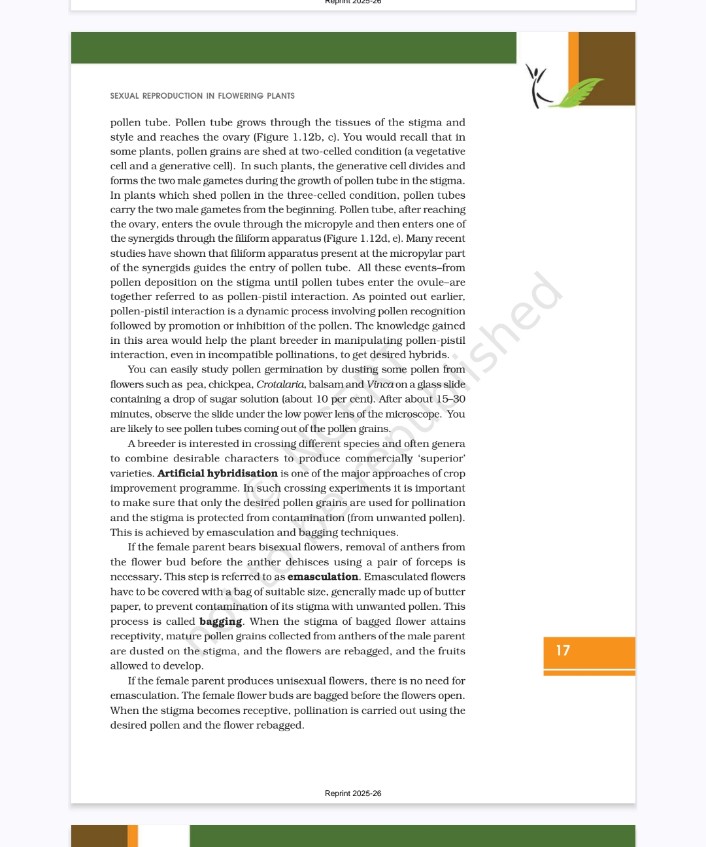 Reprint 2025-26
SEXUAL REPRODUCTION IN FLOWERING PLANTS
pollen tube. Pollen tube grows through the tissues of the stigma and
style and reaches the ovary (Figure 1.12b, c). You would recall that in
some plants, pollen grains are shed at two-celled condition (a vegetative
cell and a generative cell). In such plants, the generative cell divides and
forms the two male gametes during the growth of pollen tube in the stigma.
In plants which shed pollen in the three-celled condition, pollen tubes
carry the two male gametes from the beginning. Pollen tube, after reaching
the ovary, enters the ovule through the micropyle and then enters one of
the synergids through the filiform apparatus (Figure 1.12d, e). Many recent
studies have shown that filiform apparatus present at the micropylar part
of the synergids guides the entry of pollen tube. All these events–from
pollen deposition on the stigma until pollen tubes enter the ovule–are
together referred to as pollen-pistil interaction. As pointed out earlier,
pollen-pistil interaction is a dynamic process involving pollen recognition
followed by promotion or inhibition of the pollen. The knowledge gained
in this area would help the plant breeder in manipulating pollen-pistil
interaction, even in incompatible pollinations, to get desired hybrids.
You can easily study pollen germination by dusting some pollen from
flowers such as pea, chickpea, Crotalaria, balsam and Vinca on a glass slide
containing a drop of sugar solution (about 10 per cent). After about 15–30
minutes, observe the slide under the low power lens of the microscope. You
are likely to see pollen tubes coming out of the pollen grains.
A breeder is interested in crossing different species and often genera
to combine desirable characters to produce commercially 'superior'
varieties. Artificial hybridisation is one of the major approaches of crop
improvement programme. In such crossing experiments it is important
to make sure that only the desired pollen grains are used for pollination
and the stigma is protected from contamination (from unwanted pollen).
This is achieved by emasculation and bagging techniques.
If the female parent bears bisexual flowers, removal of anthers from
the flower bud before the anther dehisces using a pair of forceps is
necessary. This step is referred to as emasculation. Emasculated flowers
have to be covered with a bag of suitable size, generally made up of butter
paper, to prevent contamination of its stigma with unwanted pollen. This
process is called bagging. When the stigma of bagged flower attains
receptivity, mature pollen grains collected from anthers of the male parent
are dusted on the stigma, and the flowers are rebagged, and the fruits
allowed to develop.
If the female parent produces unisexual flowers, there is no need for
emasculation. The female flower buds are bagged before the flowers open.
When the stigma becomes receptive, pollination is carried out using the
desired pollen and the flower rebagged.
© NCERT
not to be republished
17
Reprint 2025-26